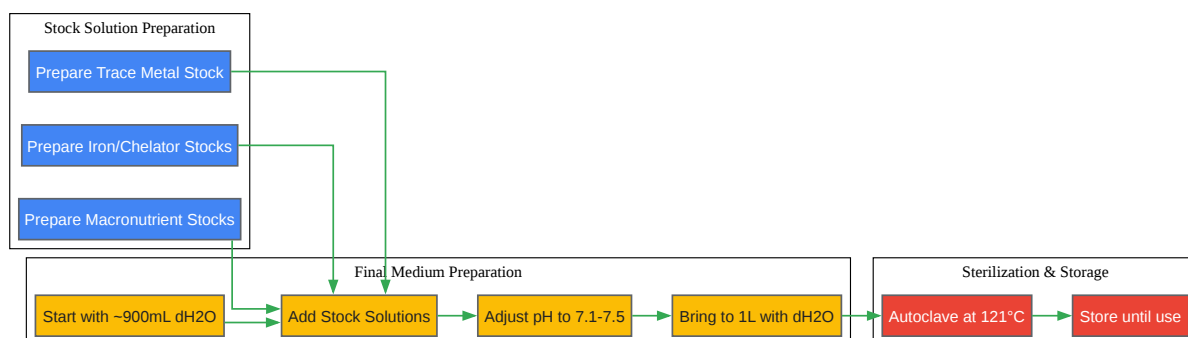 Stock Solution Preparation
Prepare Trace Metal Stock
Prepare Iron/Chelator Stocks
Prepare Macronutrient Stocks
Final Medium Preparation
Start with ~900mL dH2O
Add Stock Solutions
Adjust pH to 7.1-7.5
Bring to 1L with dH2O
Sterilization & Storage
Autoclave at 121°C
Store until use